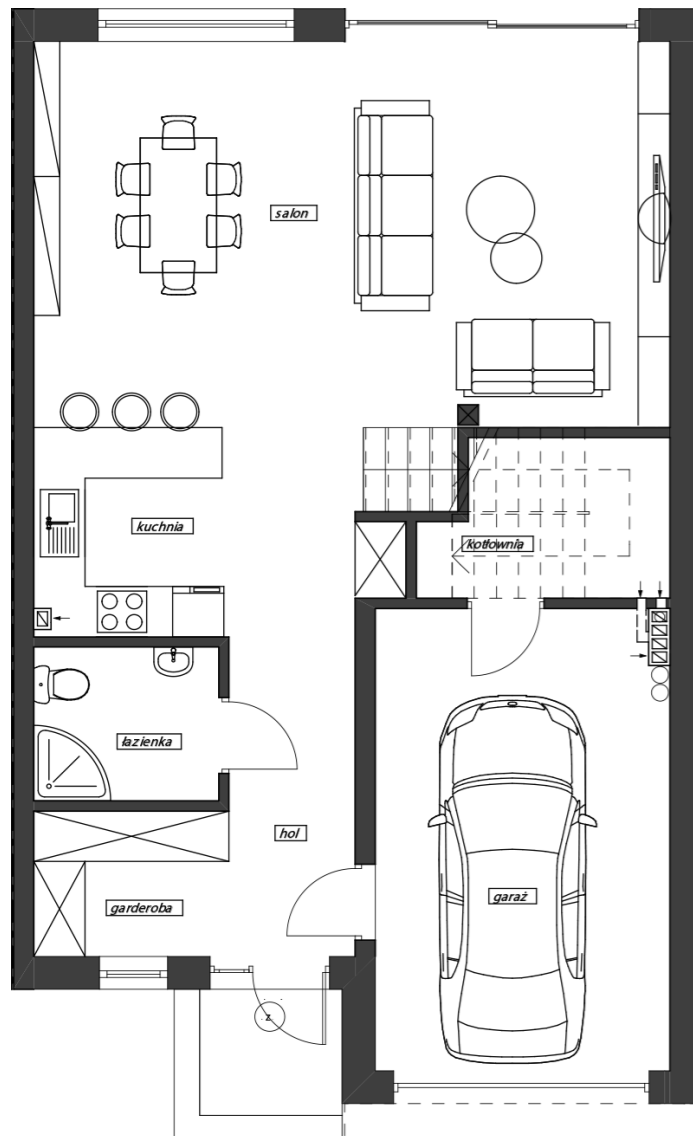 salon
kuchnia
kotłownia
łazienka
hol
garaż
garderoba
z